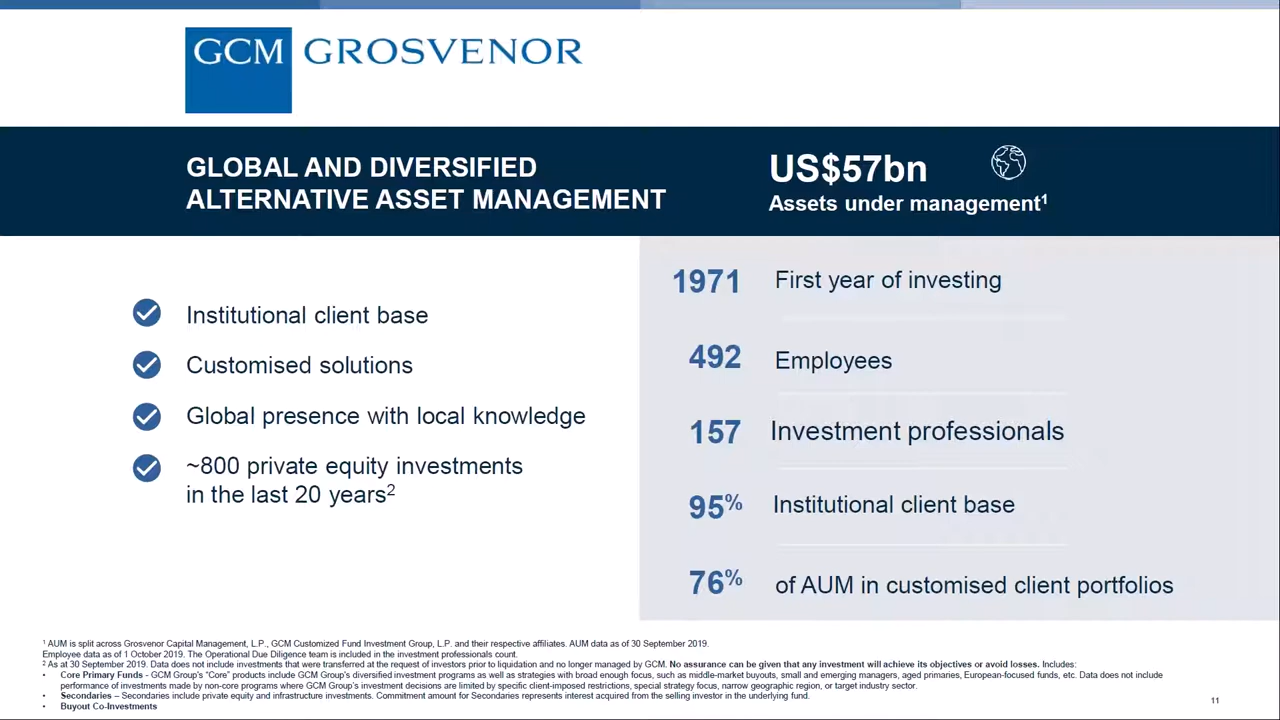 GCM GROSVENOR
GLOBAL AND DIVERSIFIED
ALTERNATIVE ASSET MANAGEMENT
US$57bn
Assets under management¹
Institutional client base
Customised solutions
Global presence with local knowledge
~800 private equity investments
in the last 20 years²
1971 First year of investing
492 Employees
157 Investment professionals
95% Institutional client base
76% of AUM in customised client portfolios
¹ AUM is split across Grosvenor Capital Management, L.P., GCM Customized Fund Investment Group, L.P. and their respective affiliates. AUM data as of 30 September 2019.
Employee data as of 1 October 2019. The Operational Due Diligence team is included in the investment professionals count.
² As at 30 September 2019. Data does not include investments that were transferred at the request of investors prior to liquidation and no longer managed by GCM. No assurance can be given that any investment will achieve its objectives or avoid losses. Includes:
• Core Primary Funds - GCM Group's "Core" products include GCM Group's diversified investment programs as well as strategies with broad enough focus, such as middle-market buyouts, small and emerging managers, aged primaries, European-focused funds, etc. Data does not include
performance of investments made by non-core programs where GCM Group's investment decisions are limited by specific client-imposed restrictions, special strategy focus, narrow geographic region, or target industry sector.
• Secondaries – Secondaries include private equity and infrastructure investments. Commitment amount for Secondaries represents interest acquired from the selling investor in the underlying fund.
• Buyout Co-Investments
11